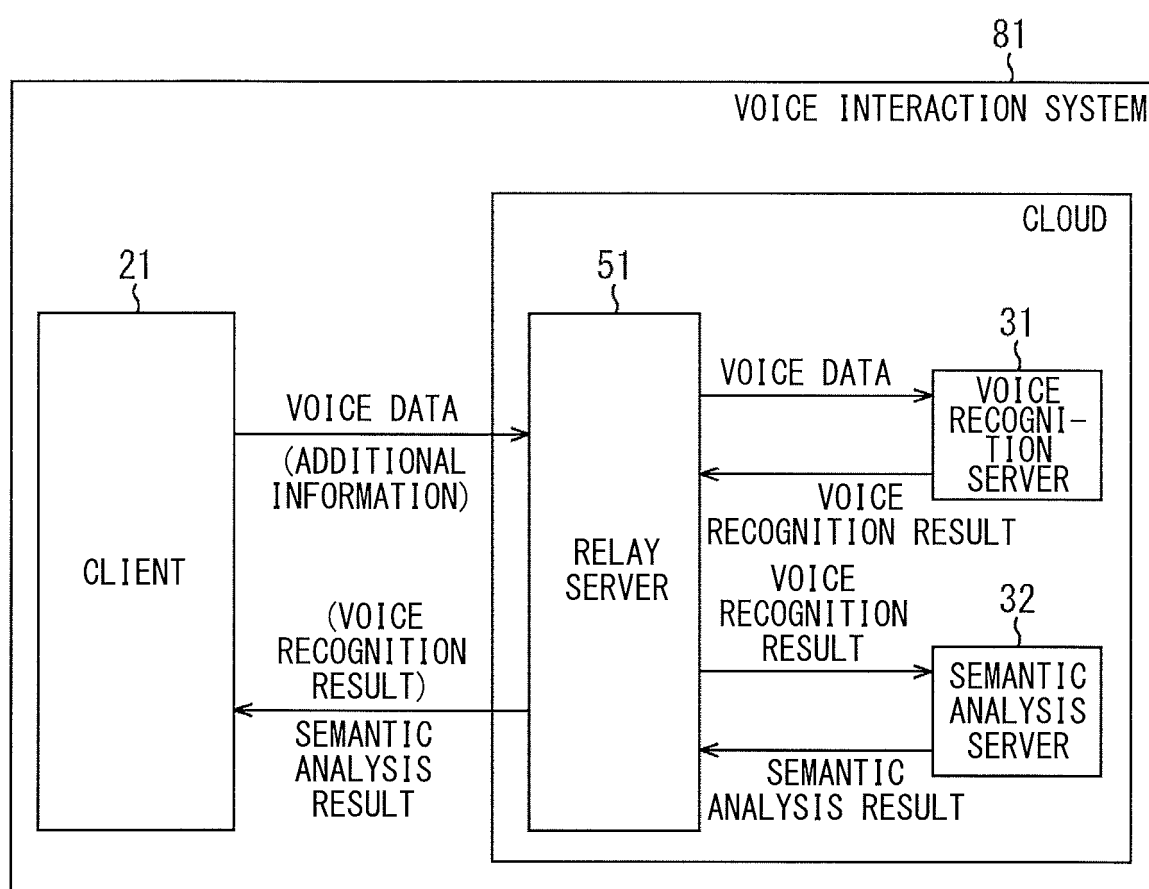 81
VOICE INTERACTION SYSTEM
CLOUD
21
51
31
VOICE DATA
VOICE
RECOGNI-
TION
SERVER
VOICE DATA
(ADDITIONAL
INFORMATION)
VOICE
RECOGNITION RESULT
CLIENT
RELAY
SERVER
VOICE
RECOGNITION
RESULT
32
(VOICE
RECOGNITION
RESULT)
SEMANTIC
ANALYSIS
SERVER
SEMANTIC
ANALYSIS
RESULT
SEMANTIC
ANALYSIS RESULT